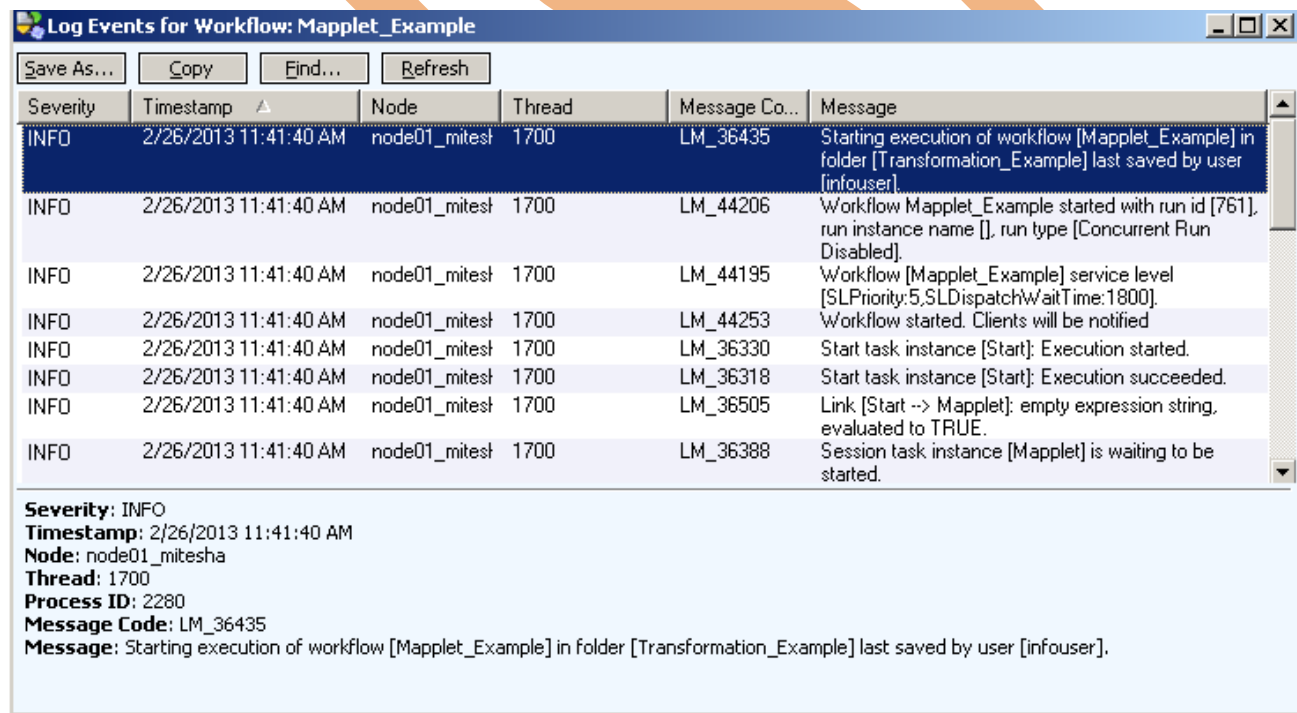 Log Events for Workflow: Mapplet_Example
Save As... Copy Find... Refresh
Severity Timestamp Node Thread Message Co... Message
INFO 2/26/2013 11:41:40 AM node01_mitesh 1700 LM_36435 Starting execution of workflow [Mapplet_Example] in
folder [Transformation_Example] last saved by user
[infouser].
INFO 2/26/2013 11:41:40 AM node01_mitesh 1700 LM_44206 Workflow Mapplet_Example started with run id [761],
run instance name [], run type [Concurrent Run
Disabled].
INFO 2/26/2013 11:41:40 AM node01_mitesh 1700 LM_44195 Workflow [Mapplet_Example] service level
[SLPriority:5,SLDispatchWaitTime:1800].
INFO 2/26/2013 11:41:40 AM node01_mitesh 1700 LM_44253 Workflow started. Clients will be notified
INFO 2/26/2013 11:41:40 AM node01_mitesh 1700 LM_36330 Start task instance [Start]: Execution started.
INFO 2/26/2013 11:41:40 AM node01_mitesh 1700 LM_36318 Start task instance [Start]: Execution succeeded.
INFO 2/26/2013 11:41:40 AM node01_mitesh 1700 LM_36505 Link [Start --> Mapplet]: empty expression string,
evaluated to TRUE.
INFO 2/26/2013 11:41:40 AM node01_mitesh 1700 LM_36388 Session task instance [Mapplet] is waiting to be
started.
Severity: INFO
Timestamp: 2/26/2013 11:41:40 AM
Node: node01_mitesha
Thread: 1700
Process ID: 2280
Message Code: LM_36435
Message: Starting execution of workflow [Mapplet_Example] in folder [Transformation_Example] last saved by user [infouser].